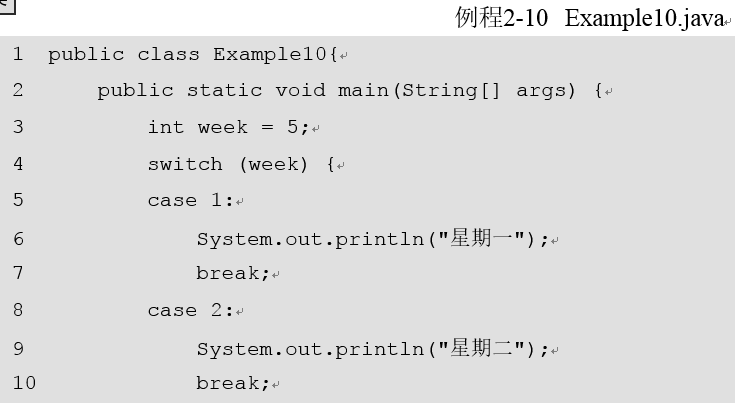 例程2-10 Example10.java
1 public class Example10{
2 public static void main(String[] args) {
3 int week = 5;
4 switch (week) {
5 case 1:
6 System.out.println("星期一");
7 break;
8 case 2:
9 System.out.println("星期二");
10 break;